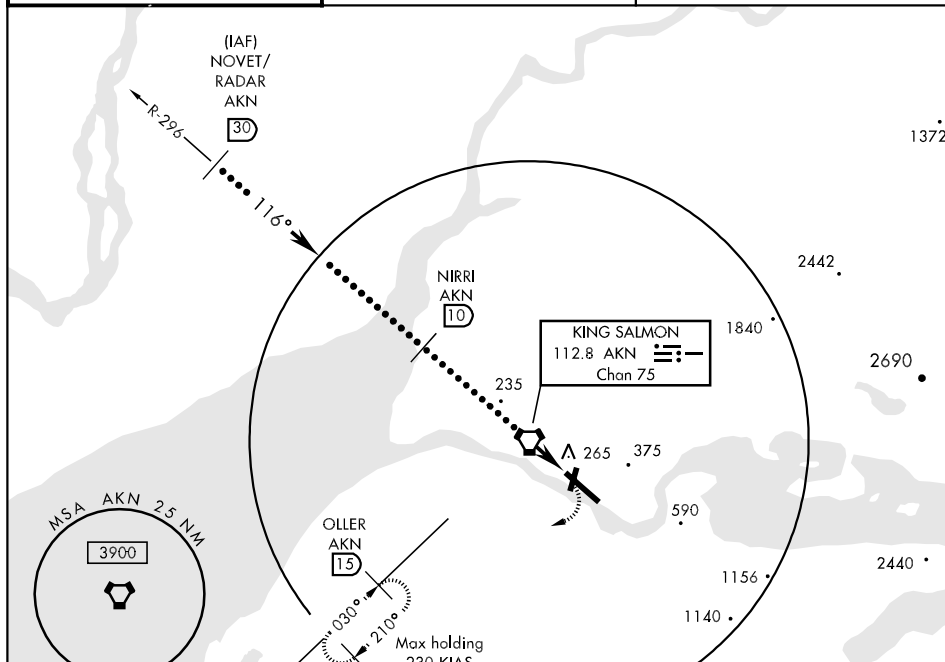 (IAF)
NOVET/
RADAR
AKN
30
R-296
116°
1372
2442
NIRRI
AKN
10
1840
KING SALMON
112.8 AKN
Chan 75
2690
235
265
375
MSA AKN 25 NM
3900
590
OLLER
AKN
15
2440
1156
030°
210°
1140
Max holding
230 KIAS